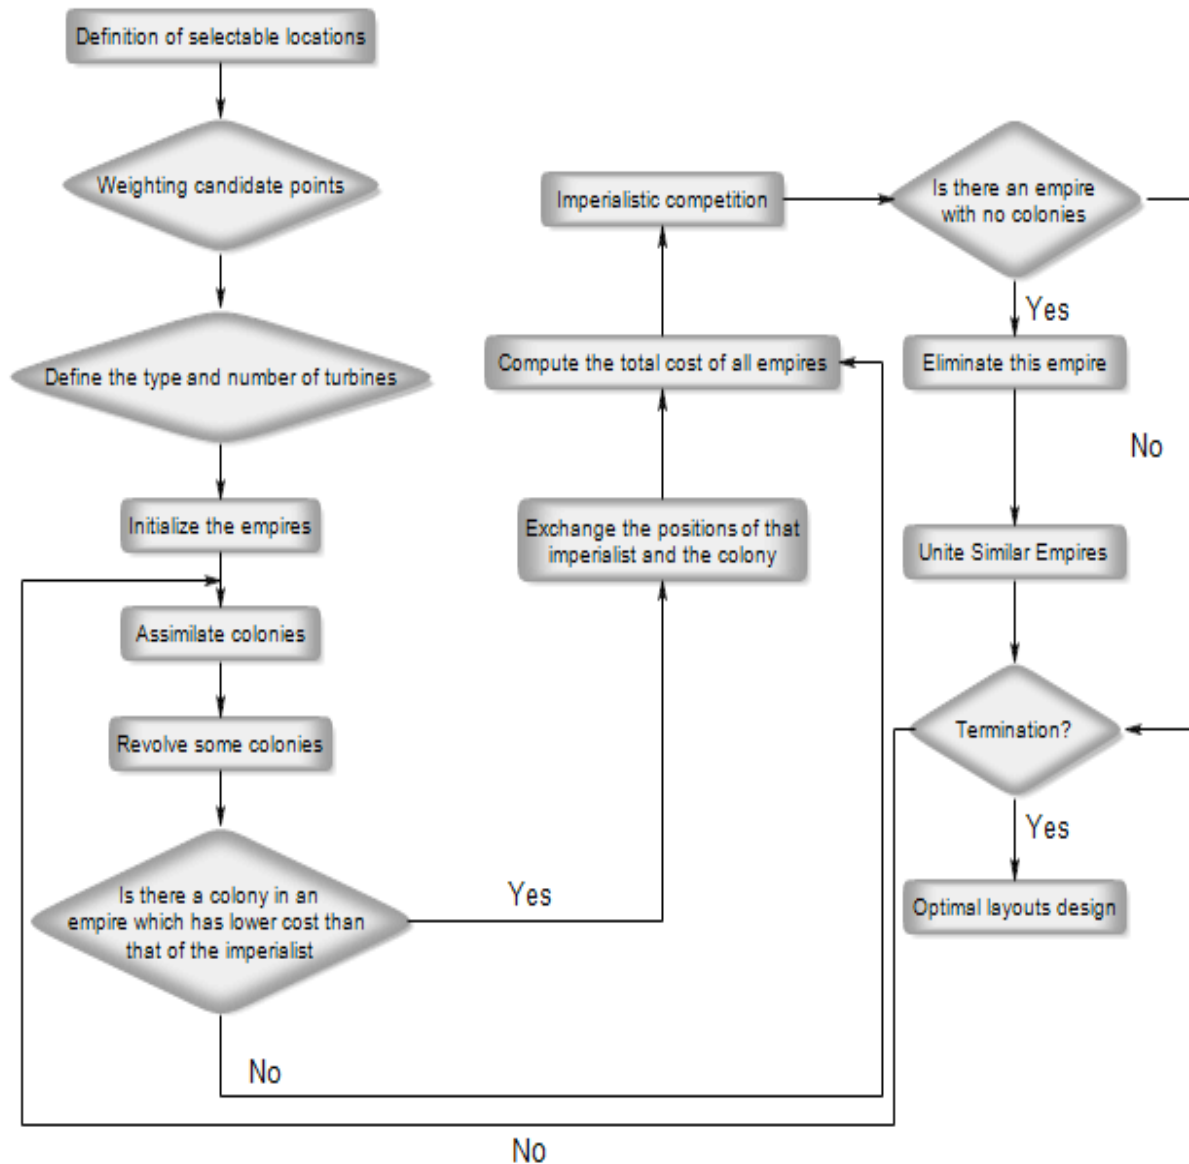 Definition of selectable locations
Weighting candidate points
Define the type and number of turbines
Initialize the empires
Assimilate colonies
Revolve some colonies
Is there a colony in an
empire which has lower cost than
that of the imperialist
Yes
No
Exchange the positions of that
imperialist and the colony
Compute the total cost of all empires
Imperialistic competition
Is there an empire
with no colonies
Yes
No
Eliminate this empire
Unite Similar Empires
Termination?
Yes
No
Optimal layouts design